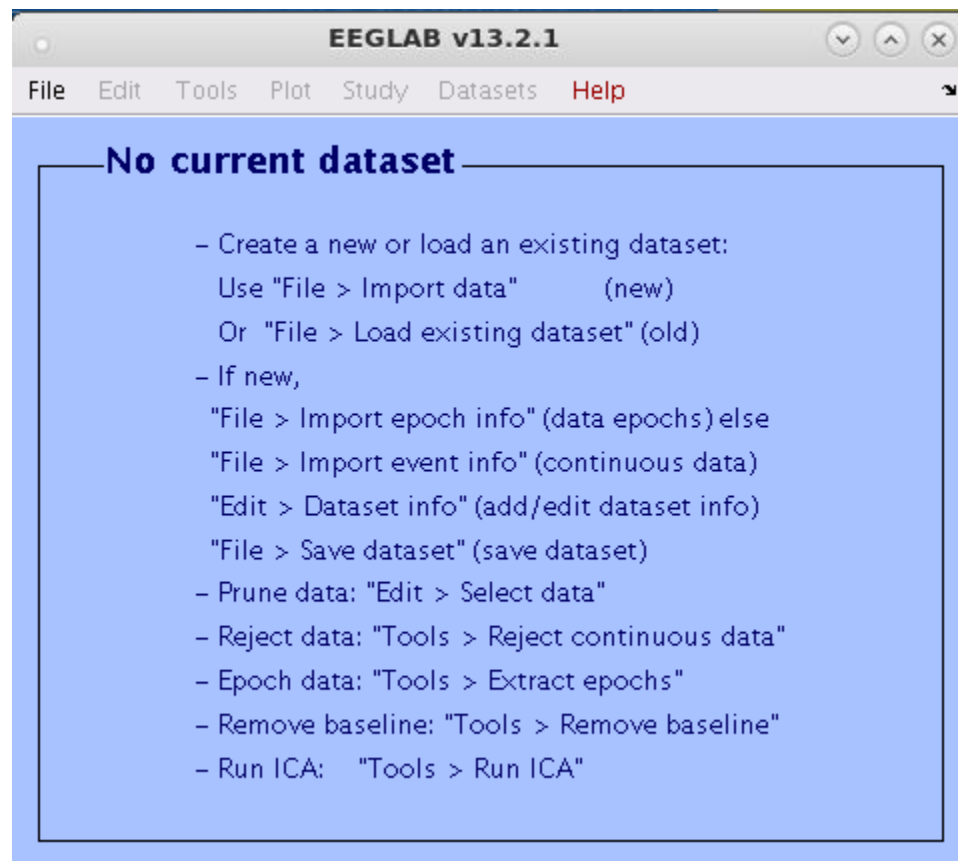 EEGLAB v13.2.1
File Edit Tools Plot Study Datasets Help
No current dataset
– Create a new or load an existing dataset:
Use "File > Import data" (new)
Or "File > Load existing dataset" (old)
– If new,
"File > Import epoch info" (data epochs) else
"File > Import event info" (continuous data)
"Edit > Dataset info" (add/edit dataset info)
"File > Save dataset" (save dataset)
– Prune data: "Edit > Select data"
– Reject data: "Tools > Reject continuous data"
– Epoch data: "Tools > Extract epochs"
– Remove baseline: "Tools > Remove baseline"
– Run ICA: "Tools > Run ICA"